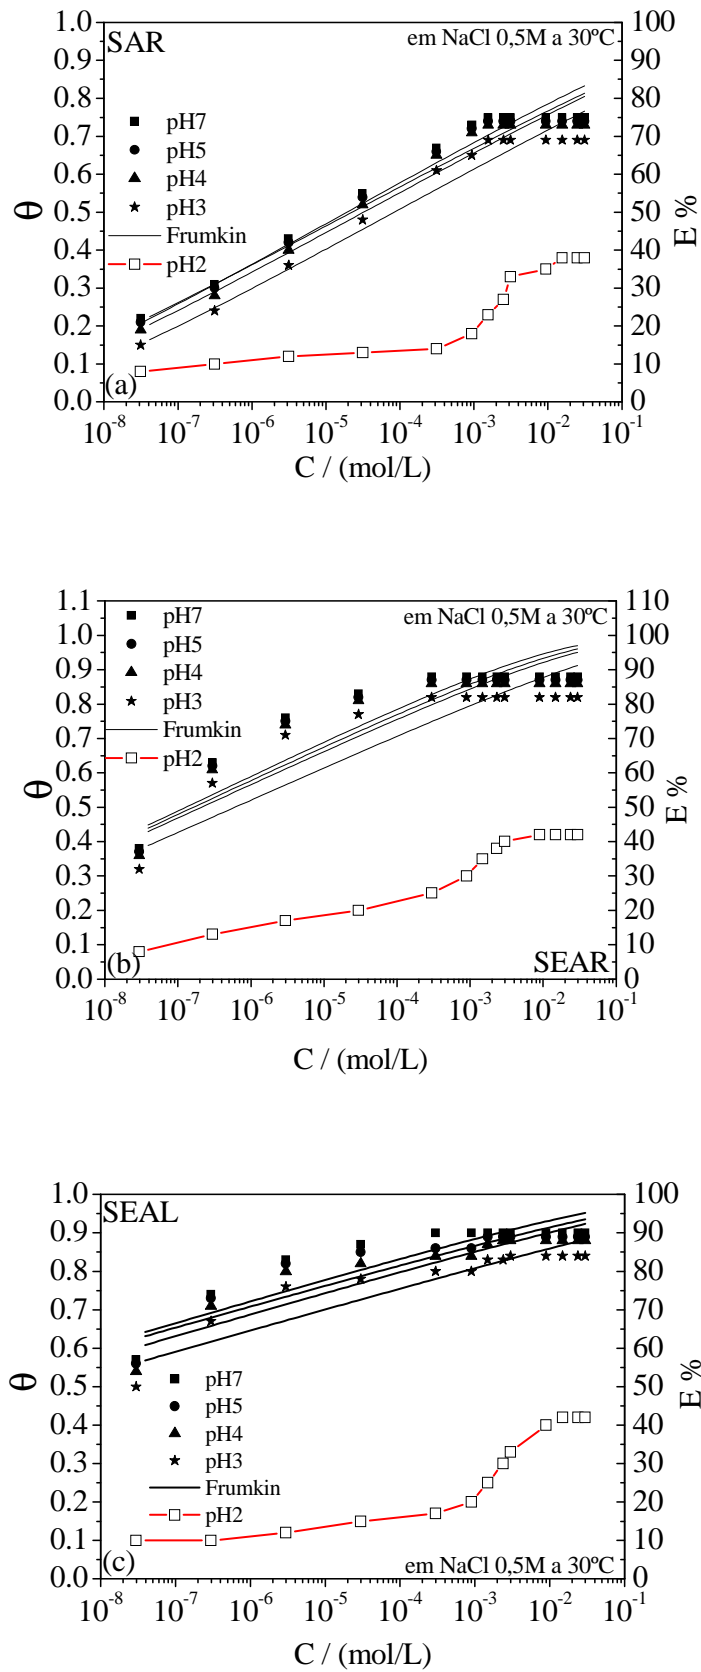 SAR
em NaCl 0,5M a 30ºC
pH7
pH5
pH4
pH3
Frumkin
pH2
(a)
θ
1.0
0.9
0.8
0.7
0.6
0.5
0.4
0.3
0.2
0.1
0.0
100
90
80
70
60
50
40
30
20
10
0
E %
10⁻⁸ 10⁻⁷ 10⁻⁶ 10⁻⁵ 10⁻⁴ 10⁻³ 10⁻² 10⁻¹
C / (mol/L)
em NaCl 0,5M a 30ºC
pH7
pH5
pH4
pH3
Frumkin
pH2
(b)
SEAR
θ
1.1
1.0
0.9
0.8
0.7
0.6
0.5
0.4
0.3
0.2
0.1
0.0
110
100
90
80
70
60
50
40
30
20
10
0
E %
10⁻⁸ 10⁻⁷ 10⁻⁶ 10⁻⁵ 10⁻⁴ 10⁻³ 10⁻² 10⁻¹
C / (mol/L)
SEAL
pH7
pH5
pH4
pH3
Frumkin
pH2
(c)
em NaCl 0,5M a 30ºC
θ
1.0
0.9
0.8
0.7
0.6
0.5
0.4
0.3
0.2
0.1
0.0
100
90
80
70
60
50
40
30
20
10
0
E %
10⁻⁸ 10⁻⁷ 10⁻⁶ 10⁻⁵ 10⁻⁴ 10⁻³ 10⁻² 10⁻¹
C / (mol/L)